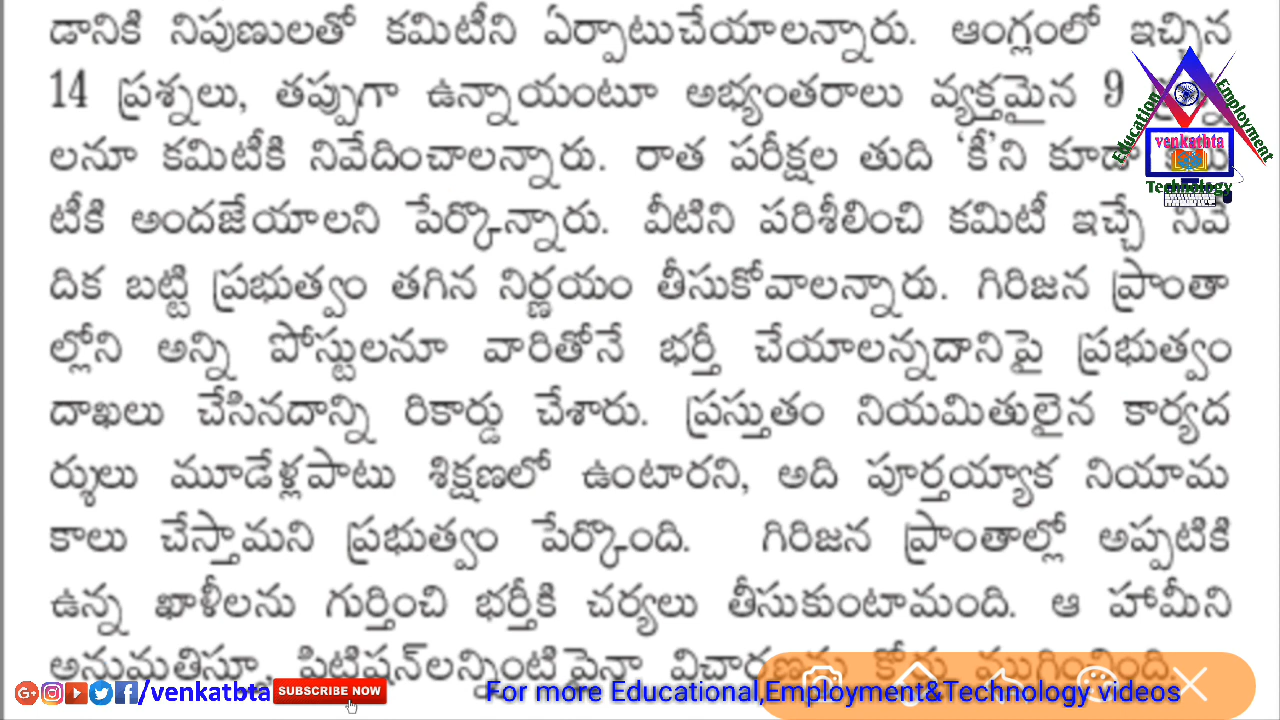 డానికి నిపుణులతో కమిటీని ఏర్పాటుచేయాలన్నారు. ఆంగ్లంలో ఇచ్చిన
14 ప్రశ్నలు, తప్పుగా ఉన్నాయంటూ అభ్యంతరాలు వ్యక్తమైన 9
లనూ కమిటీకి నివేదించాలన్నారు. రాత పరీక్షల తుది ‘కీ’ని కూడా
టీకి అందజేయాలని పేర్కొన్నారు. వీటిని పరిశీలించి కమిటీ ఇచ్చే నివే
దిక బట్టి ప్రభుత్వం తగిన నిర్ణయం తీసుకోవాలన్నారు. గిరిజన ప్రాంతా
ల్లోని అన్ని పోస్టులనూ వారితోనే భర్తీ చేయాలన్నదానిపై ప్రభుత్వం
దాఖలు చేసినదాన్ని రికార్డు చేశారు. ప్రస్తుతం నియమితులైన కార్యద
ర్శులు మూడేళ్లపాటు శిక్షణలో ఉంటారని, అది పూర్తయ్యాక నియామ
కాలు చేస్తామని ప్రభుత్వం పేర్కొంది. గిరిజన ప్రాంతాల్లో అప్పటికి
ఉన్న ఖాళీలను గుర్తించి భర్తీకి చర్యలు తీసుకుంటామంది. ఆ హామీని
అనుమతిస్తూ, పిటిషన్‌లన్నింటిపైనా విచారణను కోర్టు ముగించింది.
Education Employment
venkatbta
Technology
/venkatbta SUBSCRIBE NOW For more Educational,Employment&Technology videos